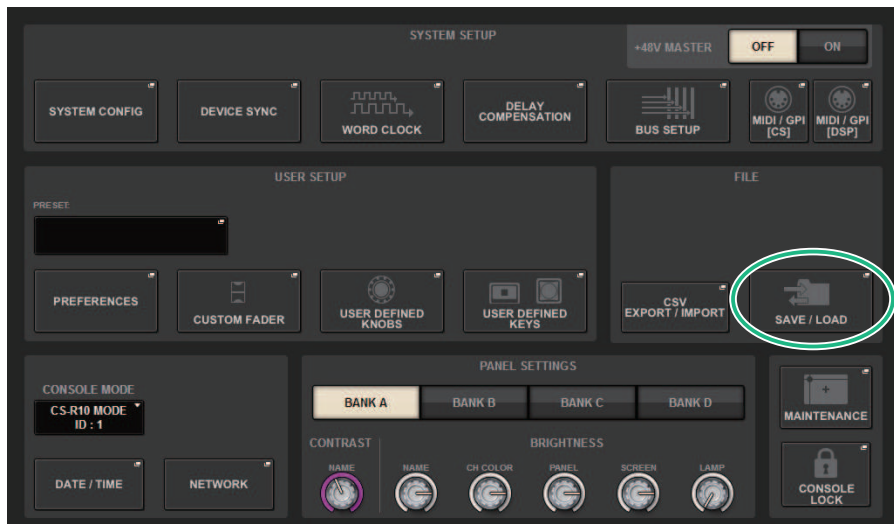 SYSTEM SETUP
+48V MASTER
OFF
ON
SYSTEM CONFIG
DEVICE SYNC
WORD CLOCK
DELAY
COMPENSATION
BUS SETUP
MIDI / GPI
[CS]
MIDI / GPI
[DSP]
USER SETUP
PRESET
PREFERENCES
CUSTOM FADER
USER DEFINED
KNOBS
USER DEFINED
KEYS
FILE
CSV
EXPORT / IMPORT
SAVE / LOAD
CONSOLE MODE
CS-R10 MODE
ID : 1
DATE / TIME
NETWORK
PANEL SETTINGS
BANK A
BANK B
BANK C
BANK D
CONTRAST
BRIGHTNESS
NAME
NAME
CH COLOR
PANEL
SCREEN
LAMP
MAINTENANCE
CONSOLE
LOCK